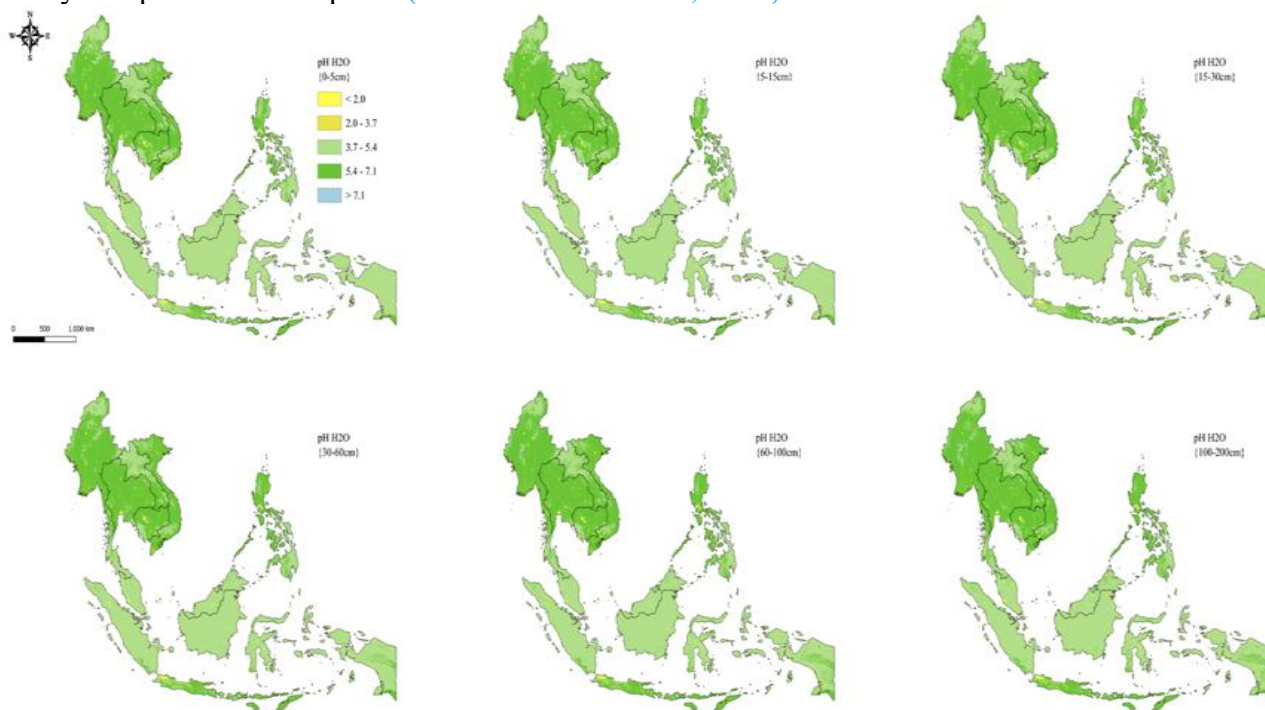 N
W E
S
pH H2O
{0-5cm}
< 2.0
2.0 - 3.7
3.7 - 5.4
5.4 - 7.1
> 7.1
0 500 1.000 km
pH H2O
{5-15cm}
pH H2O
{15-30cm}
pH H2O
{30-60cm}
pH H2O
{60-100cm}
pH H2O
{100-200cm}